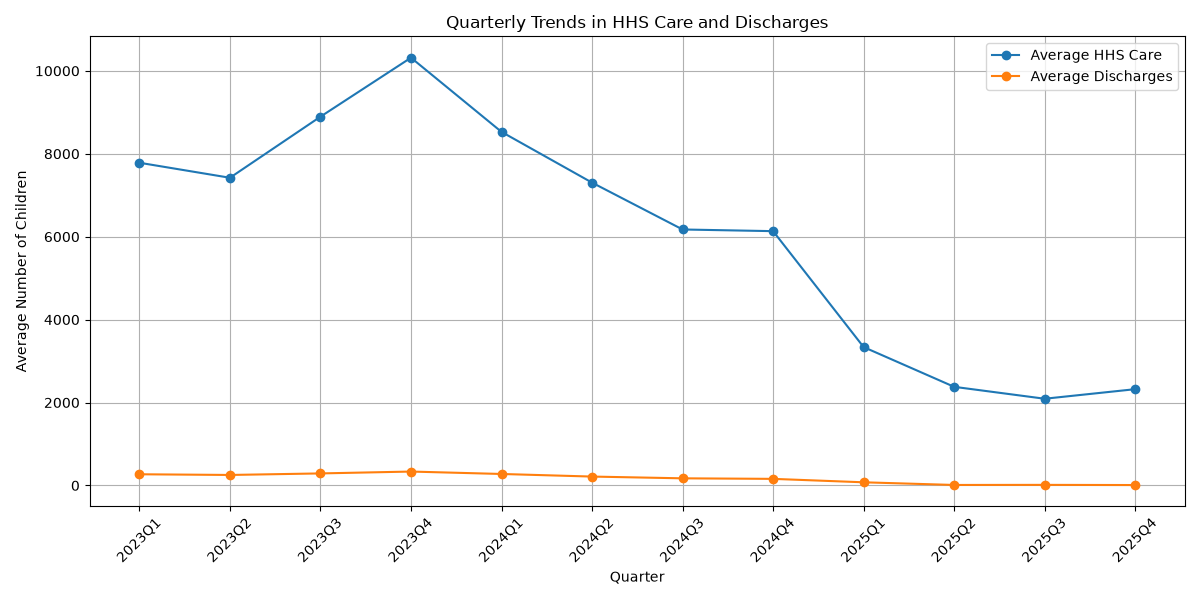 Quarterly Trends in HHS Care and Discharges
Average HHS Care
Average Discharges
Average Number of Children
10000
8000
6000
4000
2000
0
2023Q1
2023Q2
2023Q3
2023Q4
2024Q1
2024Q2
2024Q3
2024Q4
2025Q1
2025Q2
2025Q3
2025Q4
Quarter